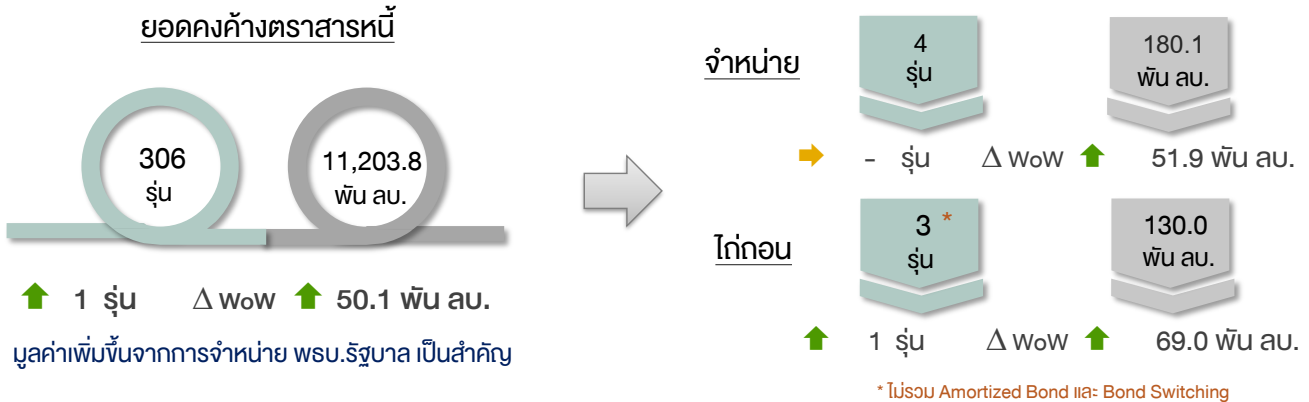 ยอดคงค้างตราสารหนี้
306
รุ่น
11,203.8
พัน ลบ.
1 รุ่น Δ WoW 50.1 พัน ลบ.
มูลค่าเพิ่มขึ้นจากการจำหน่าย พธบ.รัฐบาล เป็นสำคัญ
จำหน่าย
4
รุ่น
180.1
พัน ลบ.
- รุ่น Δ WoW 51.9 พัน ลบ.
ไถ่ถอน
3 *
รุ่น
130.0
พัน ลบ.
1 รุ่น Δ WoW 69.0 พัน ลบ.
* ไม่รวม Amortized Bond และ Bond Switching